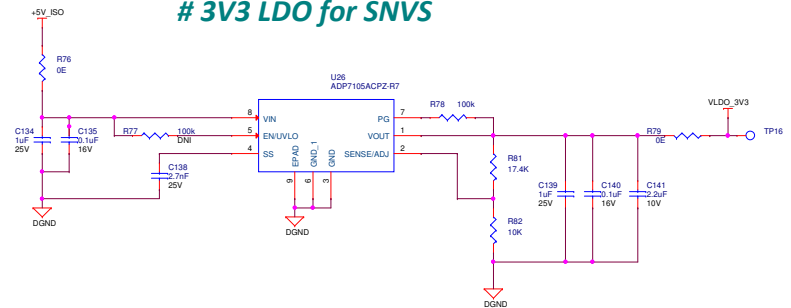 # 3V3 LDO for SNVS
+5V_ISO
R76
0E
U26
ADP7105ACPZ-R7
R78 100k
VLDO_3V3
8 VIN
PG 7
C134
1uF
25V
C135
0.1uF
16V
R77 100k
DNI
5 EN/UVLO
VOUT 1
R79
0E
TP16
4 SS
SENSE/ADJ 2
EPAD
GND_1
GND
R81
17.4K
C138
2.7nF
25V
9 6 3
C139
1uF
25V
C140
0.1uF
16V
C141
2.2uF
10V
R82
10K
DGND
DGND
DGND